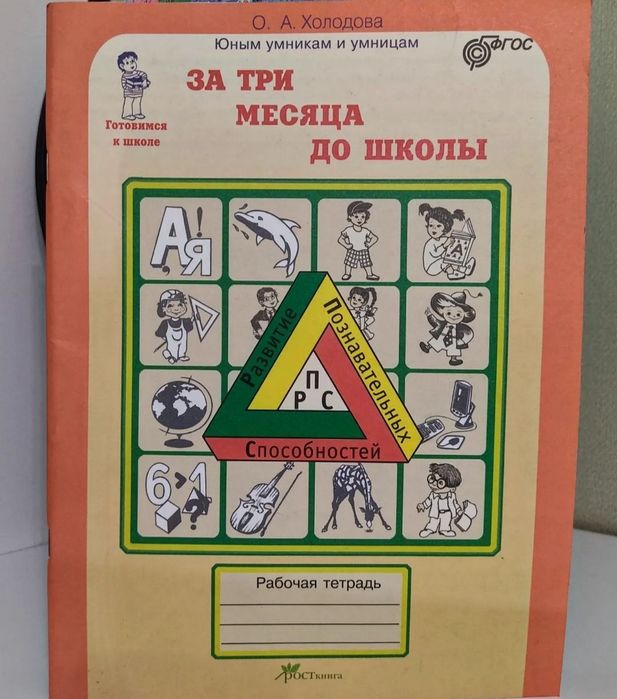 О. А. Холодова
Юным умникам и умницам
ФГОС
Готовимся
к школе
ЗА ТРИ
МЕСЯЦА
ДО ШКОЛЫ
А!Я
А
Развитие
Познавательных
Способностей
П
Р С
6>1
?
Рабочая тетрадь
РОСТкнига